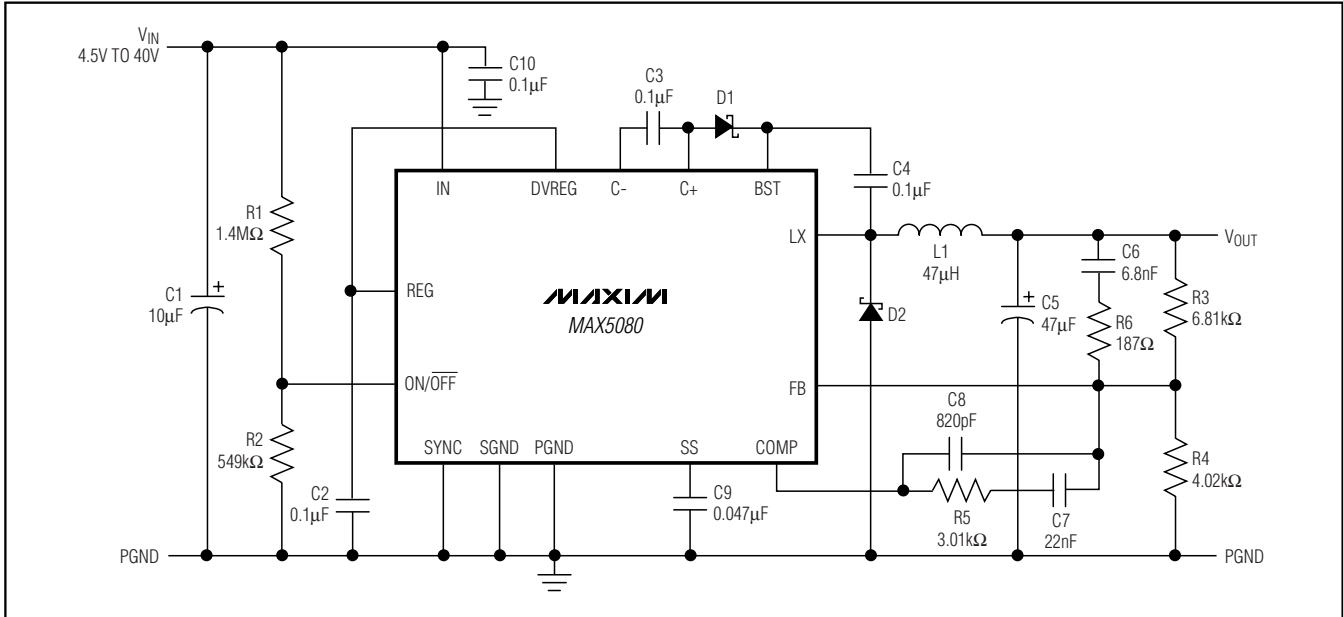 VIN
4.5V TO 40V
C10
0.1μF
C3
0.1μF
D1
C4
0.1μF
IN
DVREG
C-
C+
BST
R1
1.4MΩ
LX
L1
47μH
VOUT
C6
6.8nF
C1
10μF
+
REG
MAXIM
MAX5080
D2
+
C5
47μF
R6
187Ω
R3
6.81kΩ
ON/OFF
FB
R2
549kΩ
C8
820pF
SYNC
SGND
PGND
SS
COMP
R4
4.02kΩ
C2
0.1μF
C9
0.047μF
R5
3.01kΩ
C7
22nF
PGND
PGND